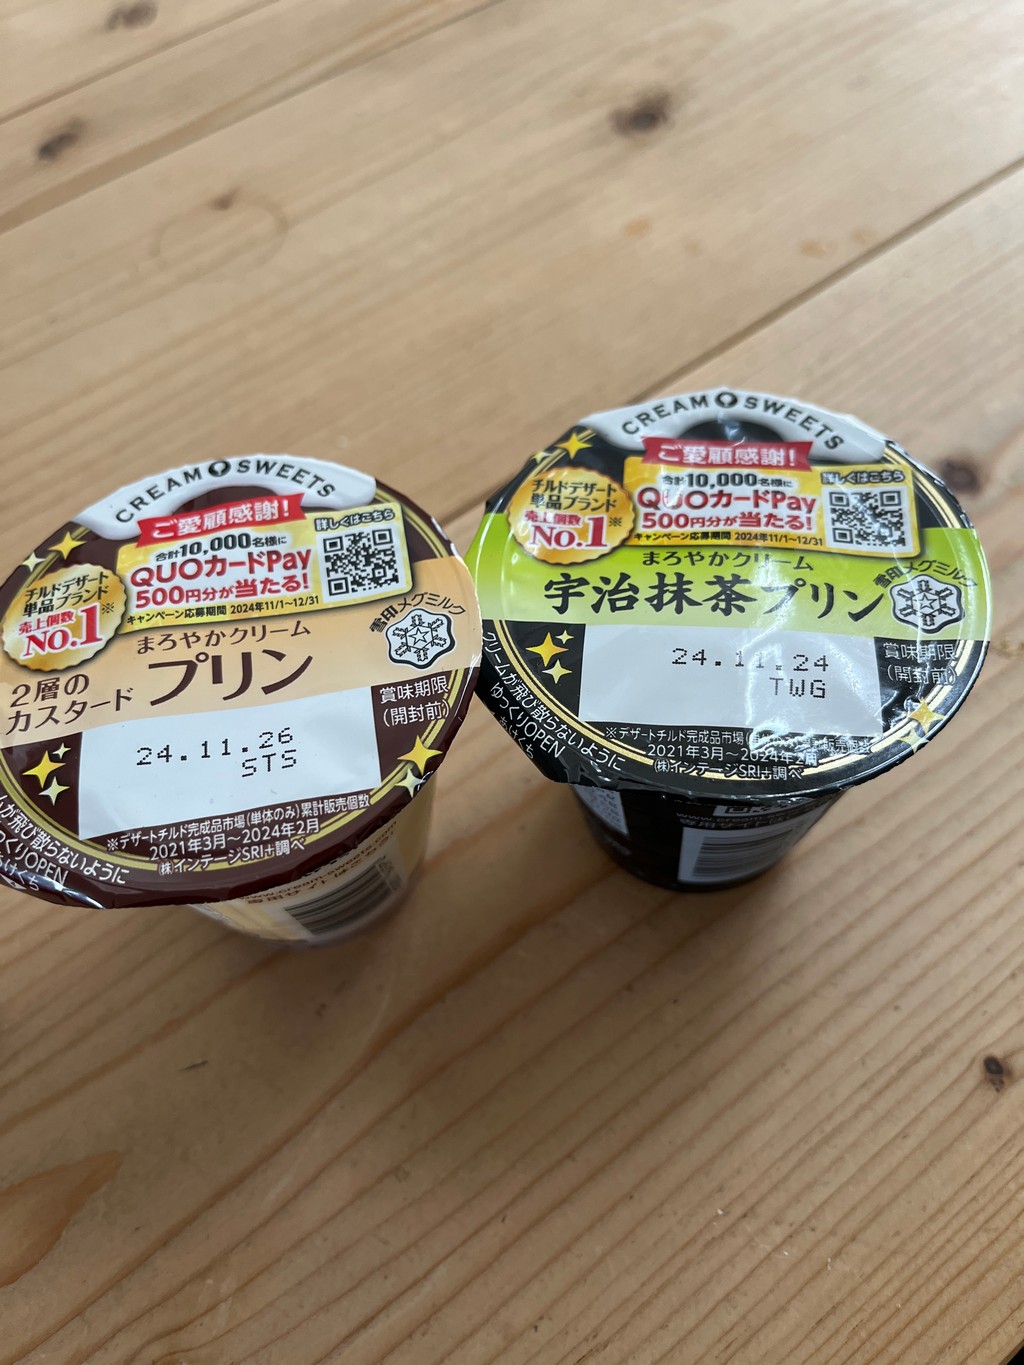 CREAM SWEETS
ご愛顧感謝!
合計10,000名様に
QUOカードPay
500円分が当たる!
キャンペーン応募期間 2024年11/1~12/31
詳しくはこちら
チルドデザート
単品ブランド
売上個数※
No.1
まろやかクリーム
プリン
2層の
カスタード
雪印メグミルク
賞味期限
(開封前)
24.11.26
STS
※デザートチルド完成品市場(単体のみ)累計販売個数
2021年3月~2024年2月
(株)インテージSRI+調べ
飛び散らないように
ゆっくりOPEN
あけくち
CREAM SWEETS
ご愛顧感謝!
合計10,000名様に
QUOカードPay
500円分が当たる!
キャンペーン応募期間 2024年11/1~12/31
詳しくはこちら
チルドデザート
単品ブランド
売上個数※
No.1
まろやかクリーム
宇治抹茶プリン
雪印メグミルク
賞味期限
(開封前)
24.11.24
TWG
※デザートチルド完成品市場
2021年3月~2024年2月
(株)インテージSRI+調べ
クリームが飛び散らないように
ゆっくりOPEN
あけくち